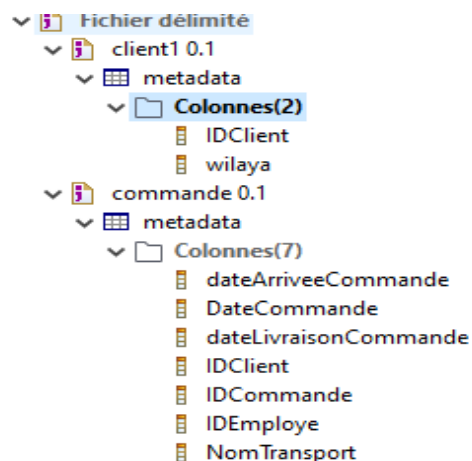 Fichier délimité
client1 0.1
metadata
Colonnes(2)
IDClient
wilaya
commande 0.1
metadata
Colonnes(7)
dateArriveeCommande
DateCommande
dateLivraisonCommande
IDClient
IDCommande
IDEmploye
NomTransport